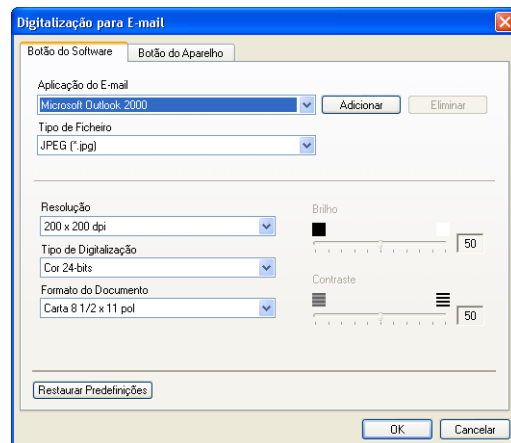 Digitalização para E-mail
Botão do Software
Botão do Aparelho
Aplicação do E-mail
Microsoft Outlook 2000
Adicionar
Eliminar
Tipo de Ficheiro
JPEG (*.jpg)
Resolução
200 x 200 dpi
Tipo de Digitalização
Cor 24-bits
Formato do Documento
Carta 8 1/2 x 11 pol
Brilho
50
Contraste
50
Restaurar Predefinições
OK
Cancelar